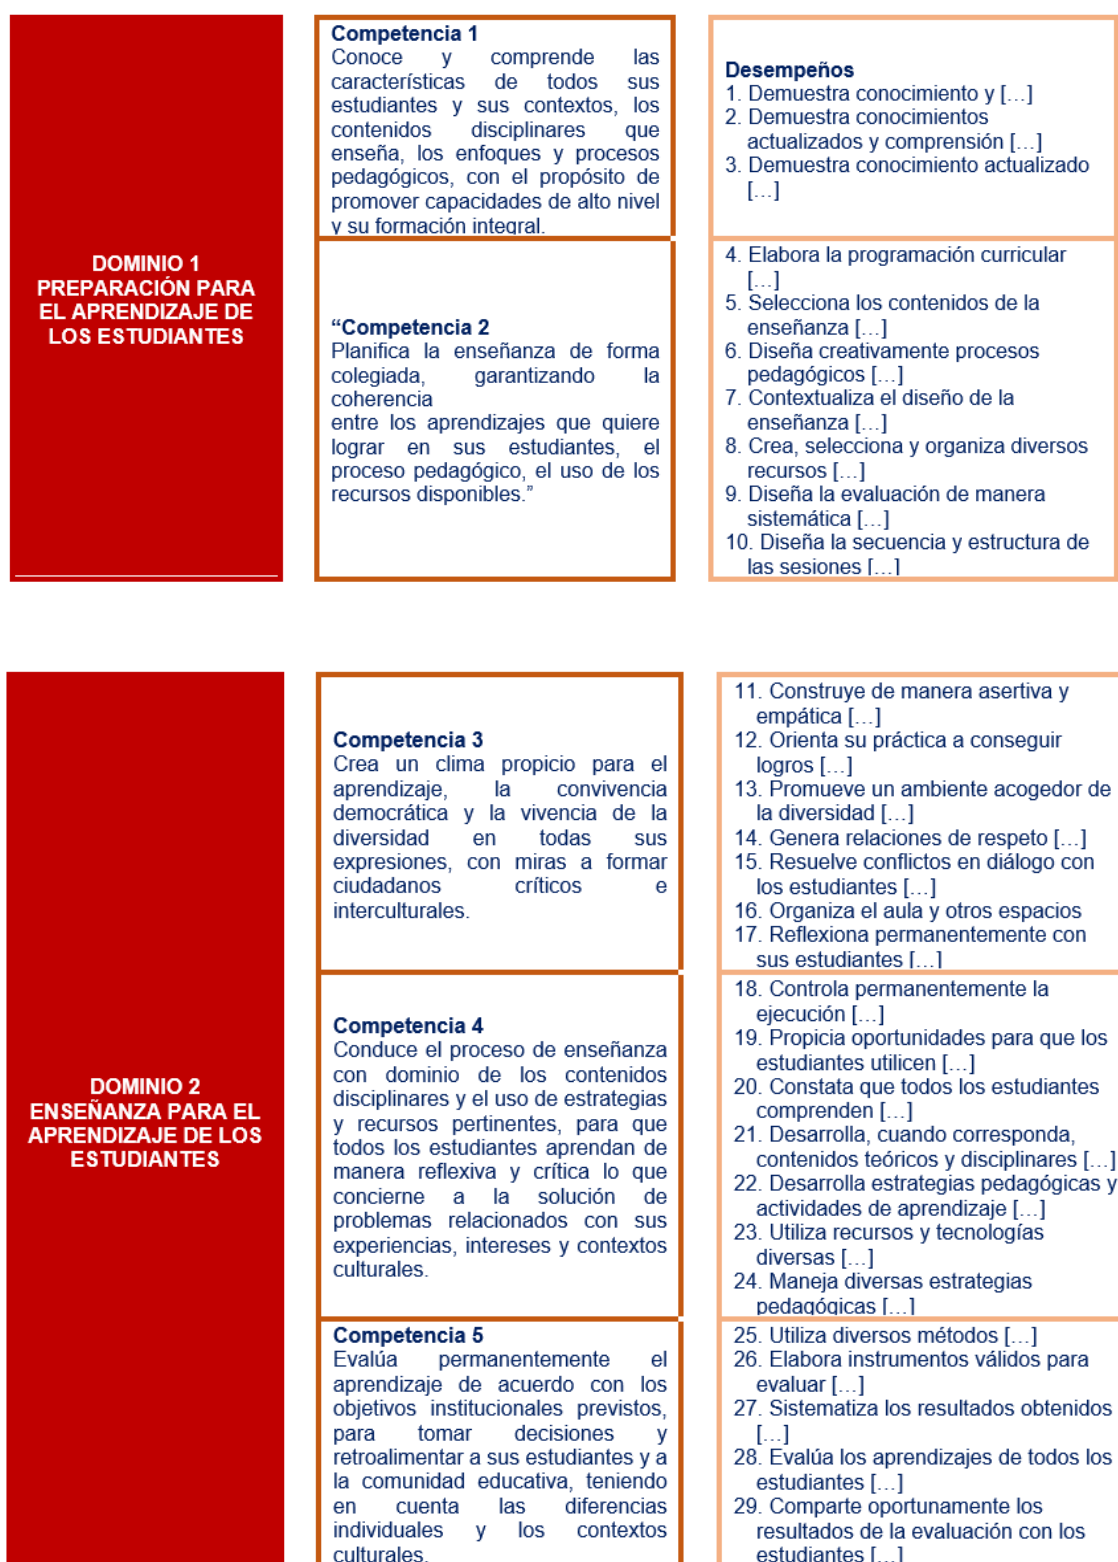 DOMINIO 1
PREPARACIÓN PARA
EL APRENDIZAJE DE
LOS ESTUDIANTES
Competencia 1
Conoce y comprende las
características de todos sus
estudiantes y sus contextos, los
contenidos disciplinares que
enseña, los enfoques y procesos
pedagógicos, con el propósito de
promover capacidades de alto nivel
y su formación integral.
Desempeños
1. Demuestra conocimiento y […]
2. Demuestra conocimientos
actualizados y comprensión […]
3. Demuestra conocimiento actualizado
[…]
“Competencia 2
Planifica la enseñanza de forma
colegiada, garantizando la
coherencia
entre los aprendizajes que quiere
lograr en sus estudiantes, el
proceso pedagógico, el uso de los
recursos disponibles.”
4. Elabora la programación curricular
[…]
5. Selecciona los contenidos de la
enseñanza […]
6. Diseña creativamente procesos
pedagógicos […]
7. Contextualiza el diseño de la
enseñanza […]
8. Crea, selecciona y organiza diversos
recursos […]
9. Diseña la evaluación de manera
sistemática […]
10. Diseña la secuencia y estructura de
las sesiones […]
DOMINIO 2
ENSEÑANZA PARA EL
APRENDIZAJE DE LOS
ESTUDIANTES
Competencia 3
Crea un clima propicio para el
aprendizaje, la convivencia
democrática y la vivencia de la
diversidad en todas sus
expresiones, con miras a formar
ciudadanos críticos e
interculturales.
11. Construye de manera asertiva y
empática […]
12. Orienta su práctica a conseguir
logros […]
13. Promueve un ambiente acogedor de
la diversidad […]
14. Genera relaciones de respeto […]
15. Resuelve conflictos en diálogo con
los estudiantes […]
16. Organiza el aula y otros espacios
17. Reflexiona permanentemente con
sus estudiantes […]
Competencia 4
Conduce el proceso de enseñanza
con dominio de los contenidos
disciplinares y el uso de estrategias
y recursos pertinentes, para que
todos los estudiantes aprendan de
manera reflexiva y crítica lo que
concierne a la solución de
problemas relacionados con sus
experiencias, intereses y contextos
culturales.
18. Controla permanentemente la
ejecución […]
19. Propicia oportunidades para que los
estudiantes utilicen […]
20. Constata que todos los estudiantes
comprenden […]
21. Desarrolla, cuando corresponda,
contenidos teóricos y disciplinares […]
22. Desarrolla estrategias pedagógicas y
actividades de aprendizaje […]
23. Utiliza recursos y tecnologías
diversas […]
24. Maneja diversas estrategias
pedagógicas […]
Competencia 5
Evalúa permanentemente el
aprendizaje de acuerdo con los
objetivos institucionales previstos,
para tomar decisiones y
retroalimentar a sus estudiantes y a
la comunidad educativa, teniendo
en cuenta las diferencias
individuales y los contextos
culturales.
25. Utiliza diversos métodos […]
26. Elabora instrumentos válidos para
evaluar […]
27. Sistematiza los resultados obtenidos
[…]
28. Evalúa los aprendizajes de todos los
estudiantes […]
29. Comparte oportunamente los
resultados de la evaluación con los
estudiantes […]